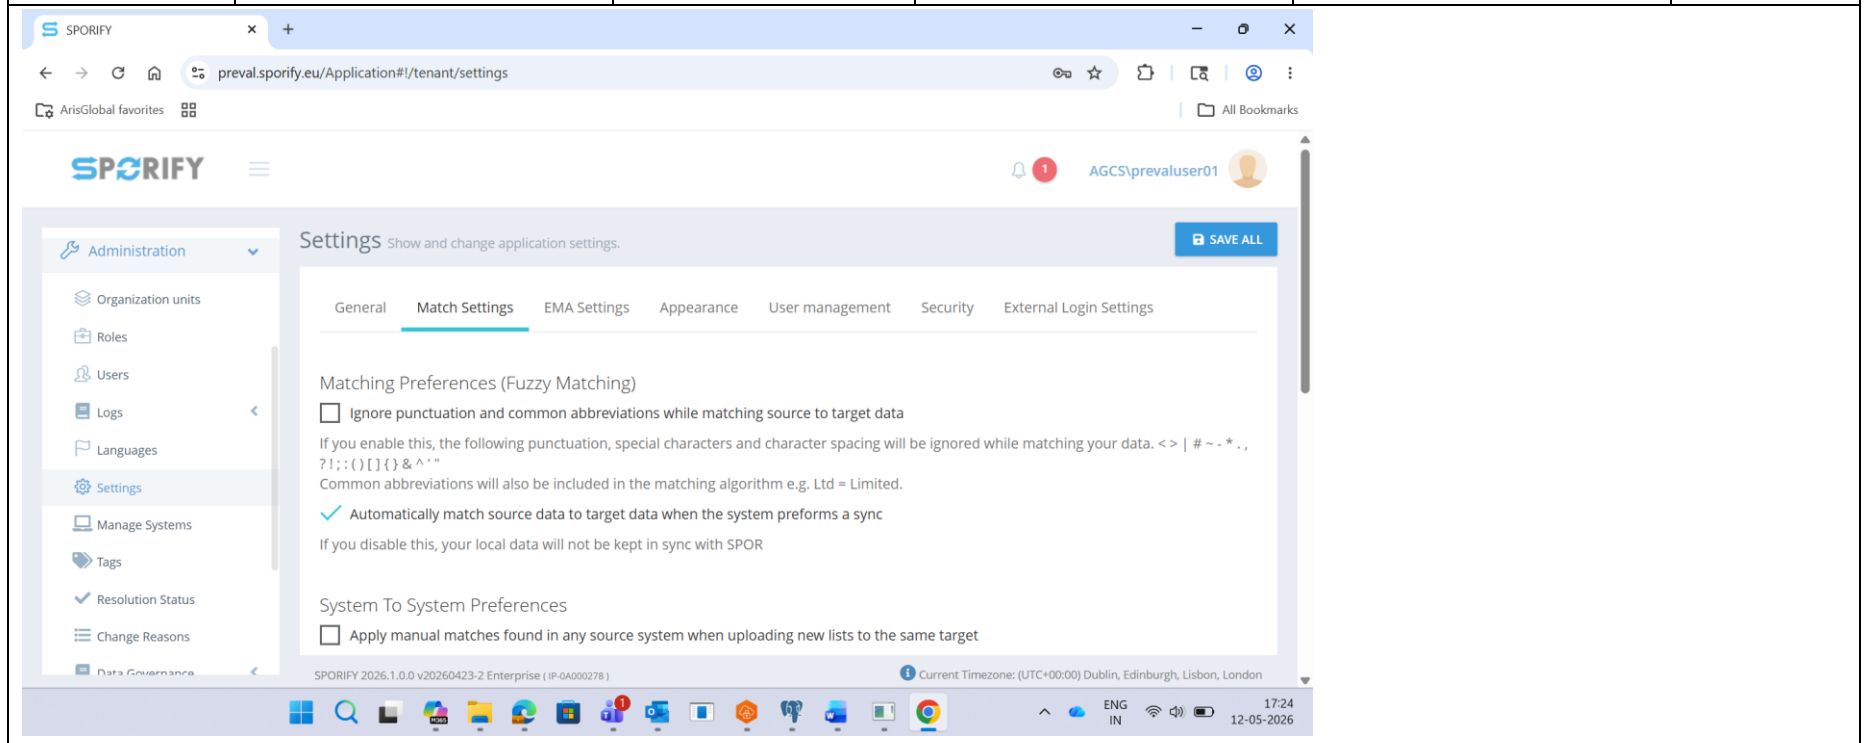 SPORIFY
preval.sporify.eu/Application#!/tenant/settings
ArisGlobal favorites
All Bookmarks
SPORIFY
1
AGCS\prevaluser01
Administration
Organization units
Roles
Users
Logs
Languages
Settings
Manage Systems
Tags
Resolution Status
Change Reasons
Data Governance
Settings Show and change application settings.
SAVE ALL
General Match Settings EMA Settings Appearance User management Security External Login Settings
Matching Preferences (Fuzzy Matching)
Ignore punctuation and common abbreviations while matching source to target data
If you enable this, the following punctuation, special characters and character spacing will be ignored while matching your data. < > | # ~ - * . ,
? ! ; : ( ) [ ] { } & ^ ' "
Common abbreviations will also be included in the matching algorithm e.g. Ltd = Limited.
Automatically match source data to target data when the system preforms a sync
If you disable this, your local data will not be kept in sync with SPOR
System To System Preferences
Apply manual matches found in any source system when uploading new lists to the same target
SPORIFY 2026.1.0.0 v20260423-2 Enterprise ( IP-0A000278 )
Current Timezone: (UTC+00:00) Dublin, Edinburgh, Lisbon, London
M365
1
ENG
IN
17:24
12-05-2026